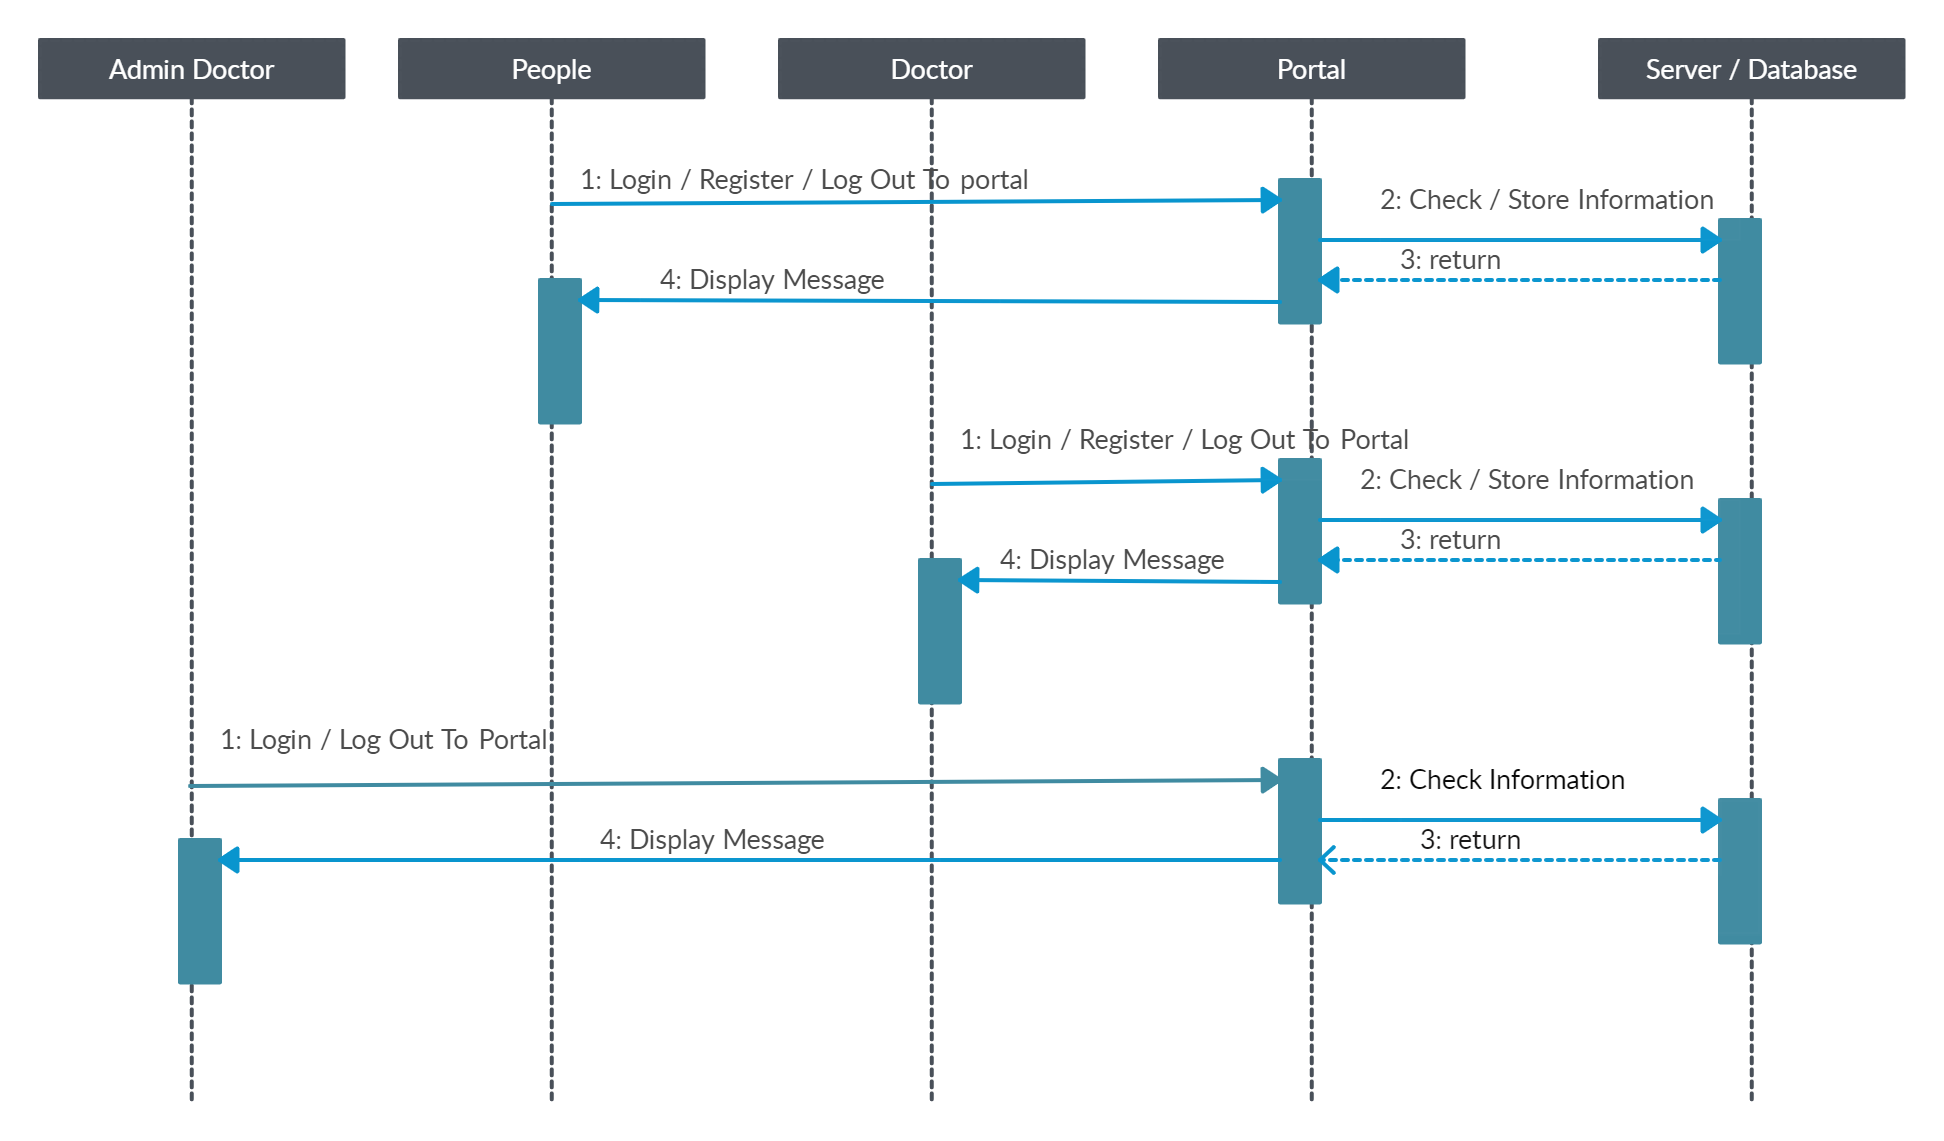 Admin Doctor
People
Doctor
Portal
Server / Database
1: Login / Register / Log Out To portal
2: Check / Store Information
3: return
4: Display Message
1: Login / Register / Log Out To Portal
2: Check / Store Information
3: return
4: Display Message
1: Login / Log Out To Portal
2: Check Information
3: return
4: Display Message